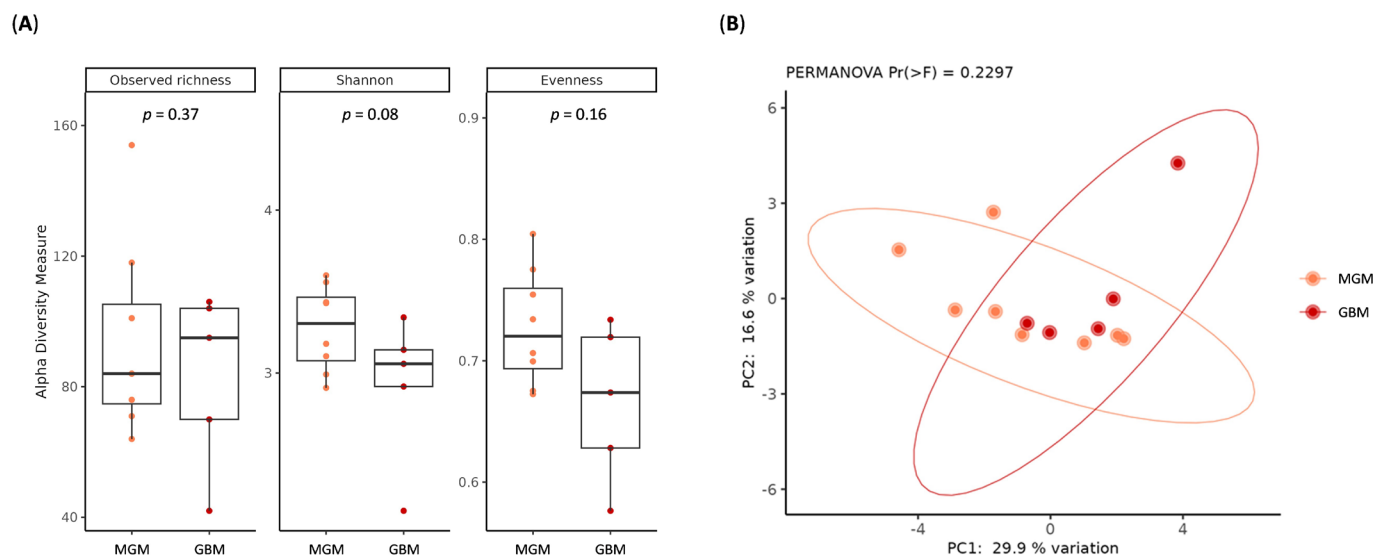 (A)
(B)
Observed richness
Shannon
Evenness
p = 0.37
p = 0.08
p = 0.16
Alpha Diversity Measure
160
120
80
40
4
3
0.9
0.8
0.7
0.6
MGM
GBM
MGM
GBM
MGM
GBM
PERMANOVA Pr(>F) = 0.2297
PC2: 16.6 % variation
6
3
0
-3
-6
-4
0
4
PC1: 29.9 % variation
MGM
GBM